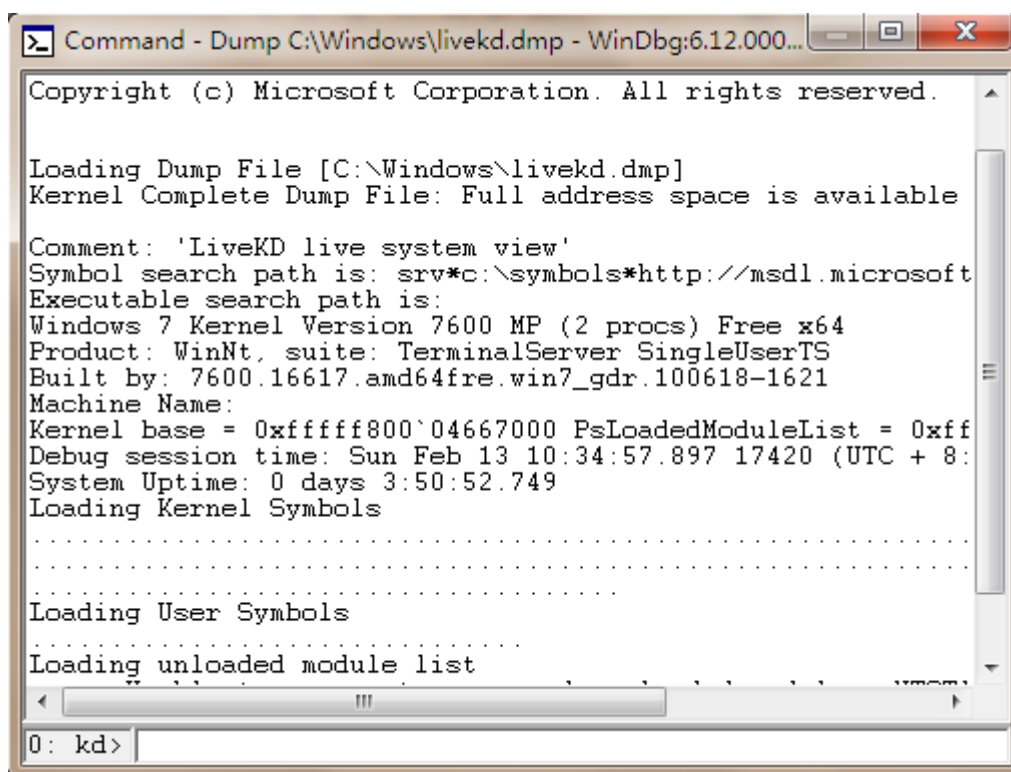 Command - Dump C:\Windows\livekd.dmp - WinDbg:6.12.000...
Copyright (c) Microsoft Corporation. All rights reserved.
Loading Dump File [C:\Windows\livekd.dmp]
Kernel Complete Dump File: Full address space is available
Comment: 'LiveKD live system view'
Symbol search path is: srv*c:\symbols*http://msdl.microsoft
Executable search path is:
Windows 7 Kernel Version 7600 MP (2 procs) Free x64
Product: WinNt, suite: TerminalServer SingleUserTS
Built by: 7600.16617.amd64fre.win7_gdr.100618-1621
Machine Name:
Kernel base = 0xfffff800`04667000 PsLoadedModuleList = 0xff
Debug session time: Sun Feb 13 10:34:57.897 17420 (UTC + 8:
System Uptime: 0 days 3:50:52.749
Loading Kernel Symbols
...............................................................
...............................................................
.......................................
Loading User Symbols
.................................
Loading unloaded module list
0: kd>